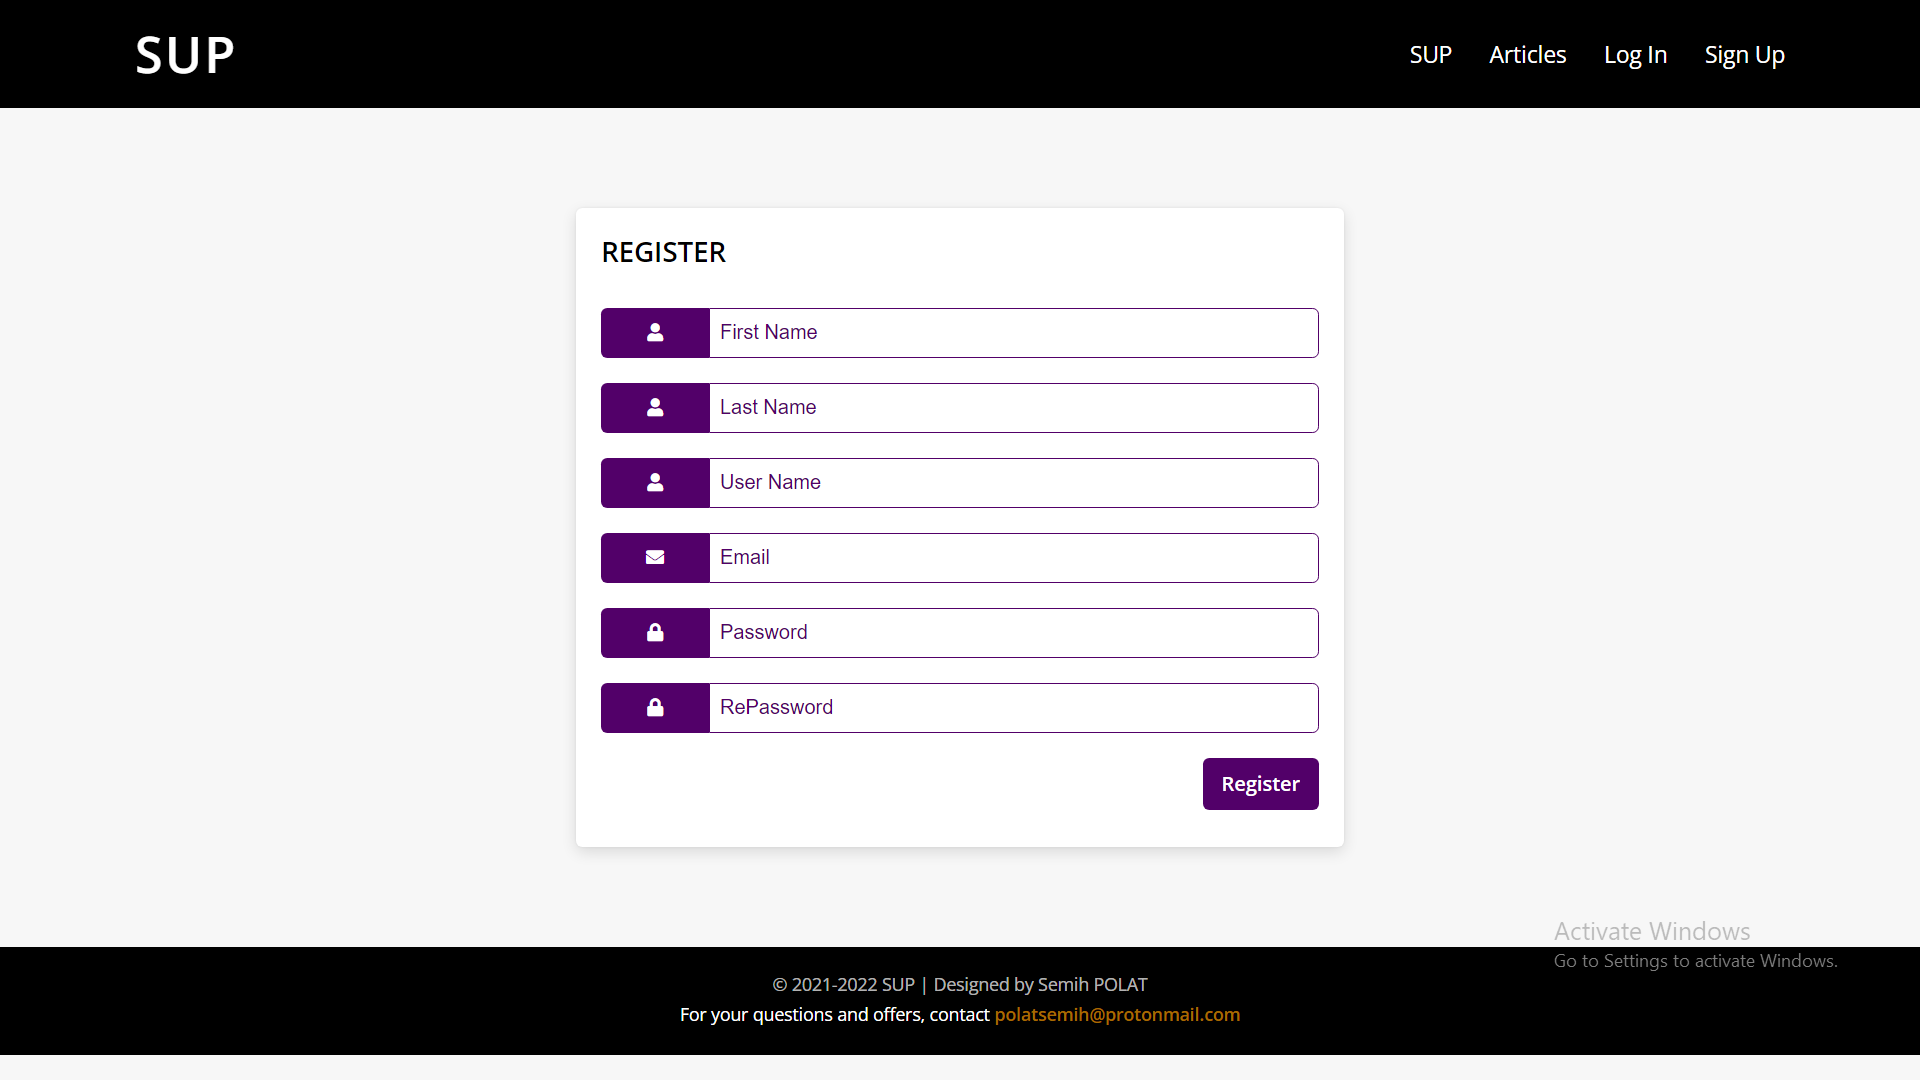 SUP
SUP Articles Log In Sign Up
REGISTER
First Name
Last Name
User Name
Email
Password
RePassword
Register
Activate Windows
Go to Settings to activate Windows.
© 2021-2022 SUP | Designed by Semih POLAT
For your questions and offers, contact polatsemih@protonmail.com